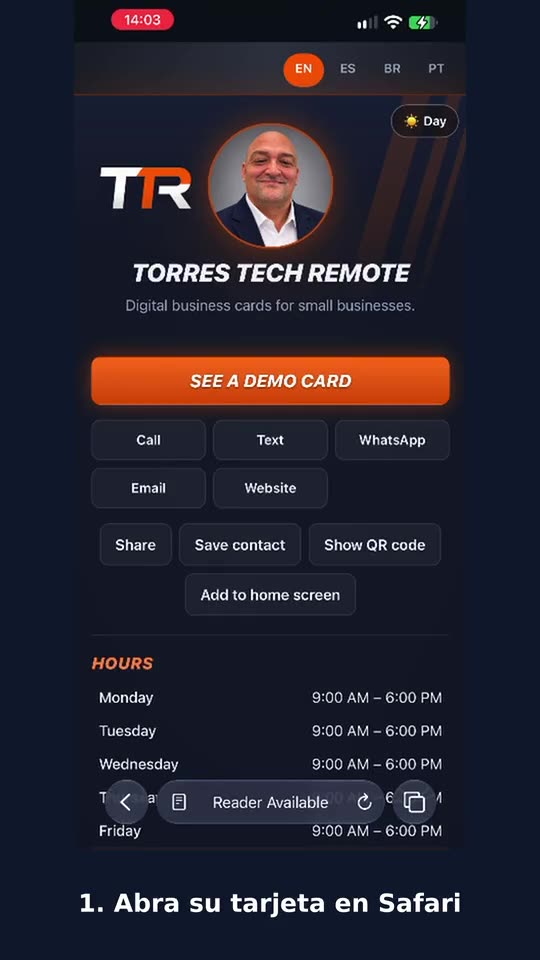 14:03
EN ES BR PT
☀️ Day
TTR
TORRES TECH REMOTE
Digital business cards for small businesses.
SEE A DEMO CARD
Call Text WhatsApp
Email Website
Share Save contact Show QR code
Add to home screen
HOURS
Monday 9:00 AM – 6:00 PM
Tuesday 9:00 AM – 6:00 PM
Wednesday 9:00 AM – 6:00 PM
Reader Available
Friday 9:00 AM – 6:00 PM
1. Abra su tarjeta en Safari